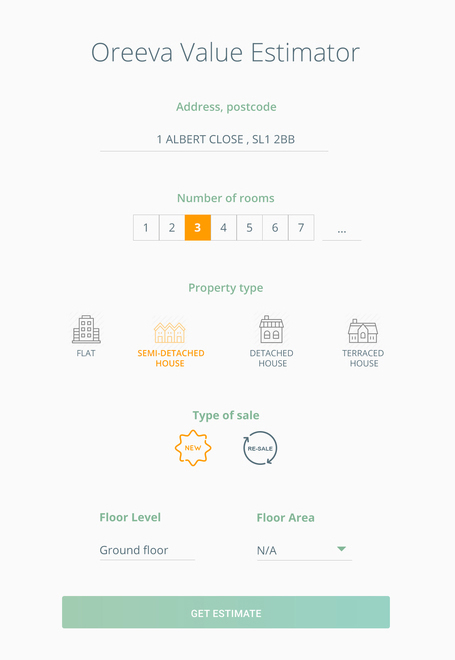 Oreeva Value Estimator
Address, postcode
1 ALBERT CLOSE , SL1 2BB
Number of rooms
1 2 3 4 5 6 7 ...
Property type
FLAT
SEMI-DETACHED
HOUSE
DETACHED
HOUSE
TERRACED
HOUSE
Type of sale
NEW
RE-SALE
Floor Level
Floor Area
Ground floor
N/A
GET ESTIMATE